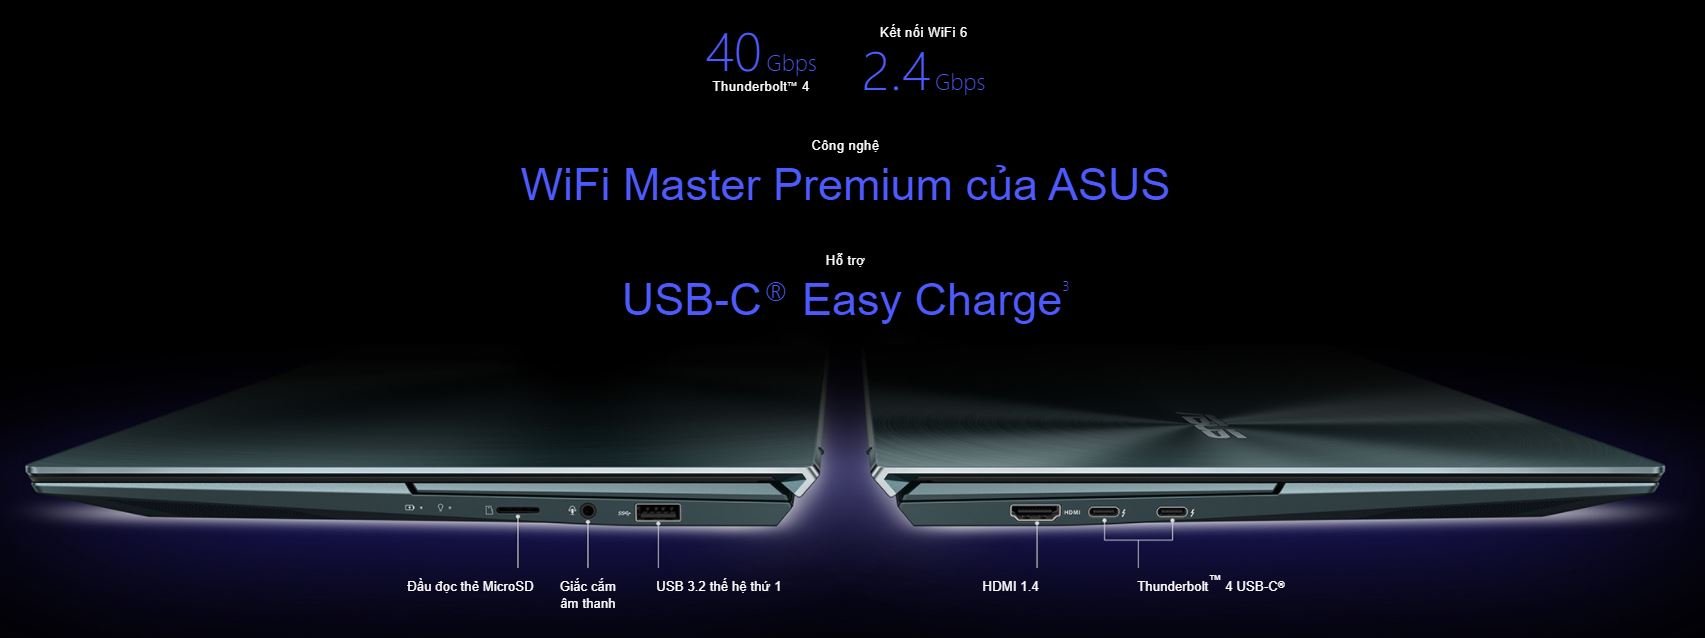 Kết nối WiFi 6
40 Gbps
2.4 Gbps
Thunderbolt™ 4
Công nghệ
WiFi Master Premium của ASUS
Hỗ trợ
USB-C® Easy Charge³
HDMI
Đầu đọc thẻ MicroSD
Giắc cắm
âm thanh
USB 3.2 thế hệ thứ 1
HDMI 1.4
Thunderbolt™ 4 USB-C®